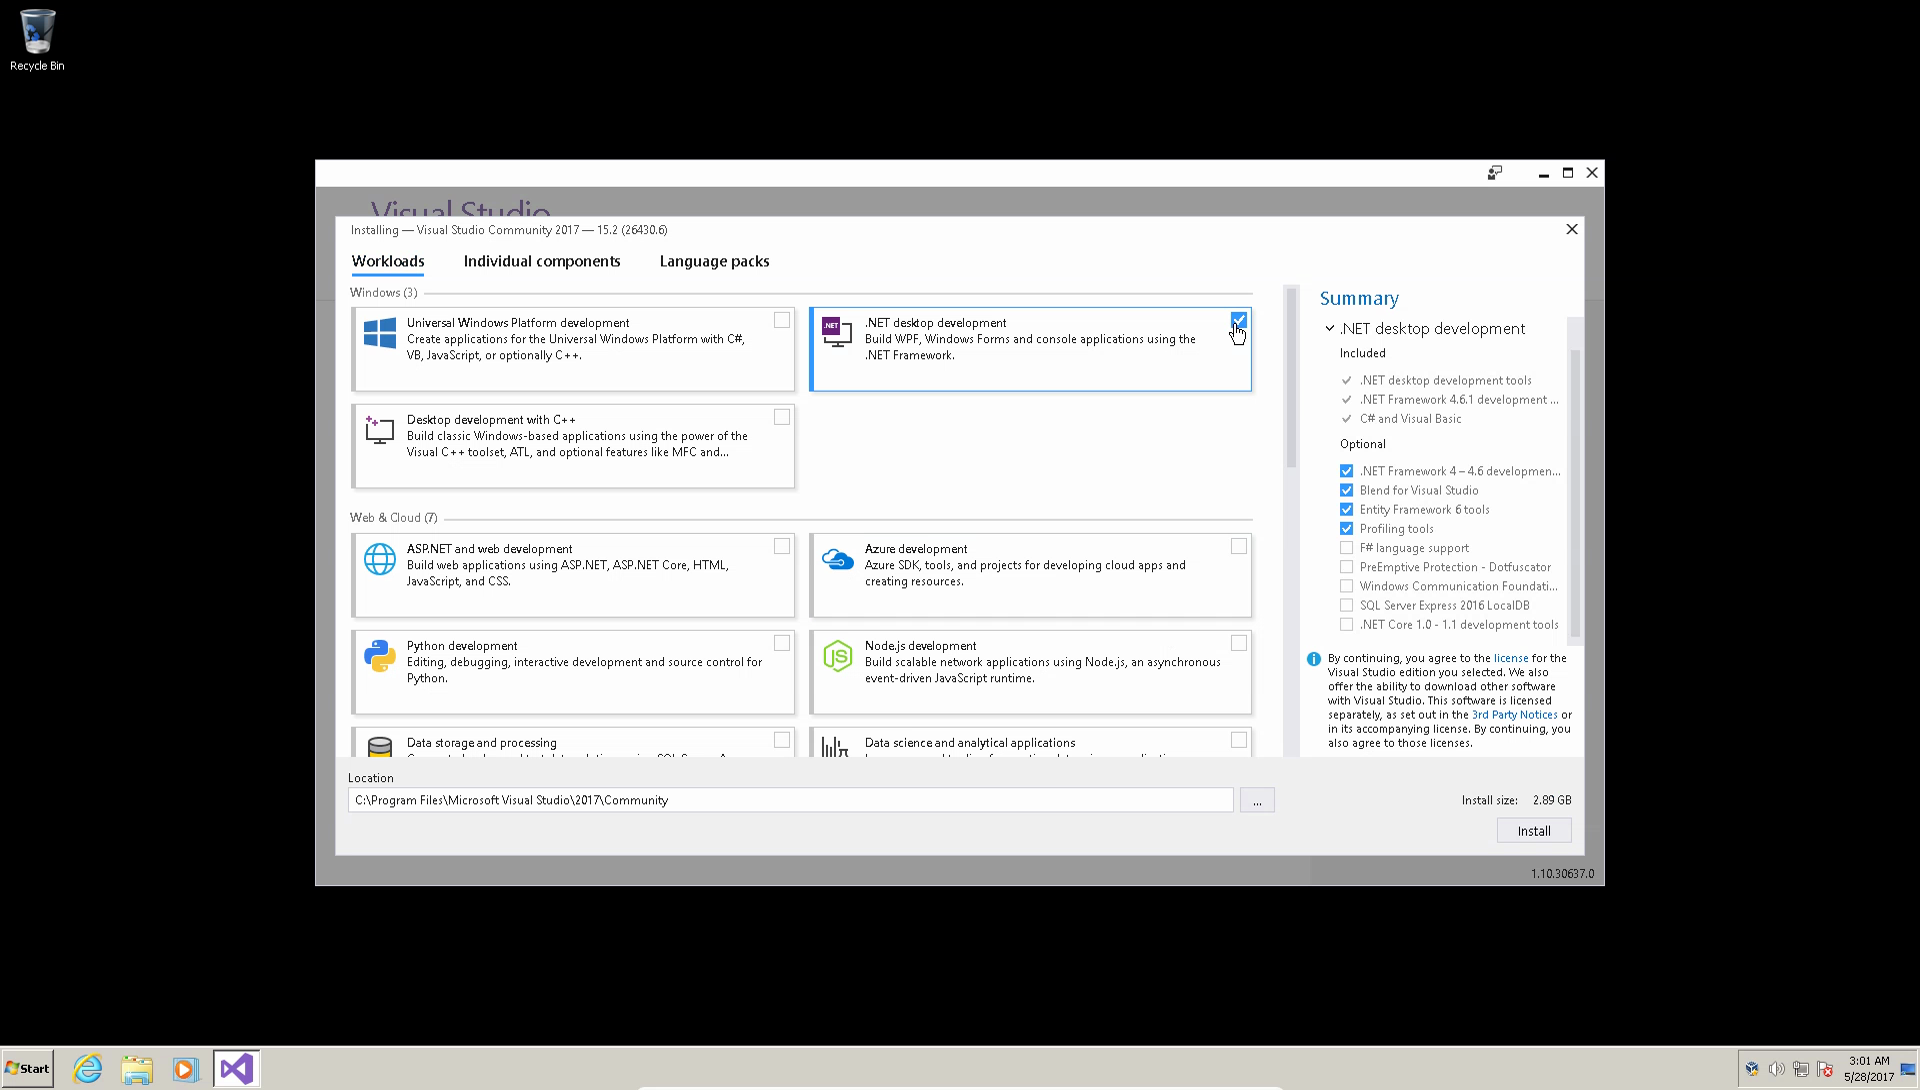 Recycle Bin
Visual Studio
Installing — Visual Studio Community 2017 — 15.2 (26430.6)
Workloads
Individual components
Language packs
Windows (3)
Universal Windows Platform development
Create applications for the Universal Windows Platform with C#,
VB, JavaScript, or optionally C++.
.NET
.NET desktop development
Build WPF, Windows Forms and console applications using the
.NET Framework.
Desktop development with C++
Build classic Windows-based applications using the power of the
Visual C++ toolset, ATL, and optional features like MFC and...
Web & Cloud (7)
ASP.NET and web development
Build web applications using ASP.NET, ASP.NET Core, HTML,
JavaScript, and CSS.
Azure development
Azure SDK, tools, and projects for developing cloud apps and
creating resources.
Python development
Editing, debugging, interactive development and source control for
Python.
JS
Node.js development
Build scalable network applications using Node.js, an asynchronous
event-driven JavaScript runtime.
Data storage and processing
Data science and analytical applications
Summary
.NET desktop development
Included
.NET desktop development tools
.NET Framework 4.6.1 development ...
C# and Visual Basic
Optional
.NET Framework 4 – 4.6 developmen...
Blend for Visual Studio
Entity Framework 6 tools
Profiling tools
F# language support
PreEmptive Protection - Dotfuscator
Windows Communication Foundati...
SQL Server Express 2016 LocalDB
.NET Core 1.0 - 1.1 development tools
By continuing, you agree to the license for the
Visual Studio edition you selected. We also
offer the ability to download other software
with Visual Studio. This software is licensed
separately, as set out in the 3rd Party Notices or
in its accompanying license. By continuing, you
also agree to those licenses.
Location
C:\Program Files\Microsoft Visual Studio\2017\Community
...
Install size: 2.89 GB
Install
1.10.30637.0
Start
3:01 AM
5/28/2017